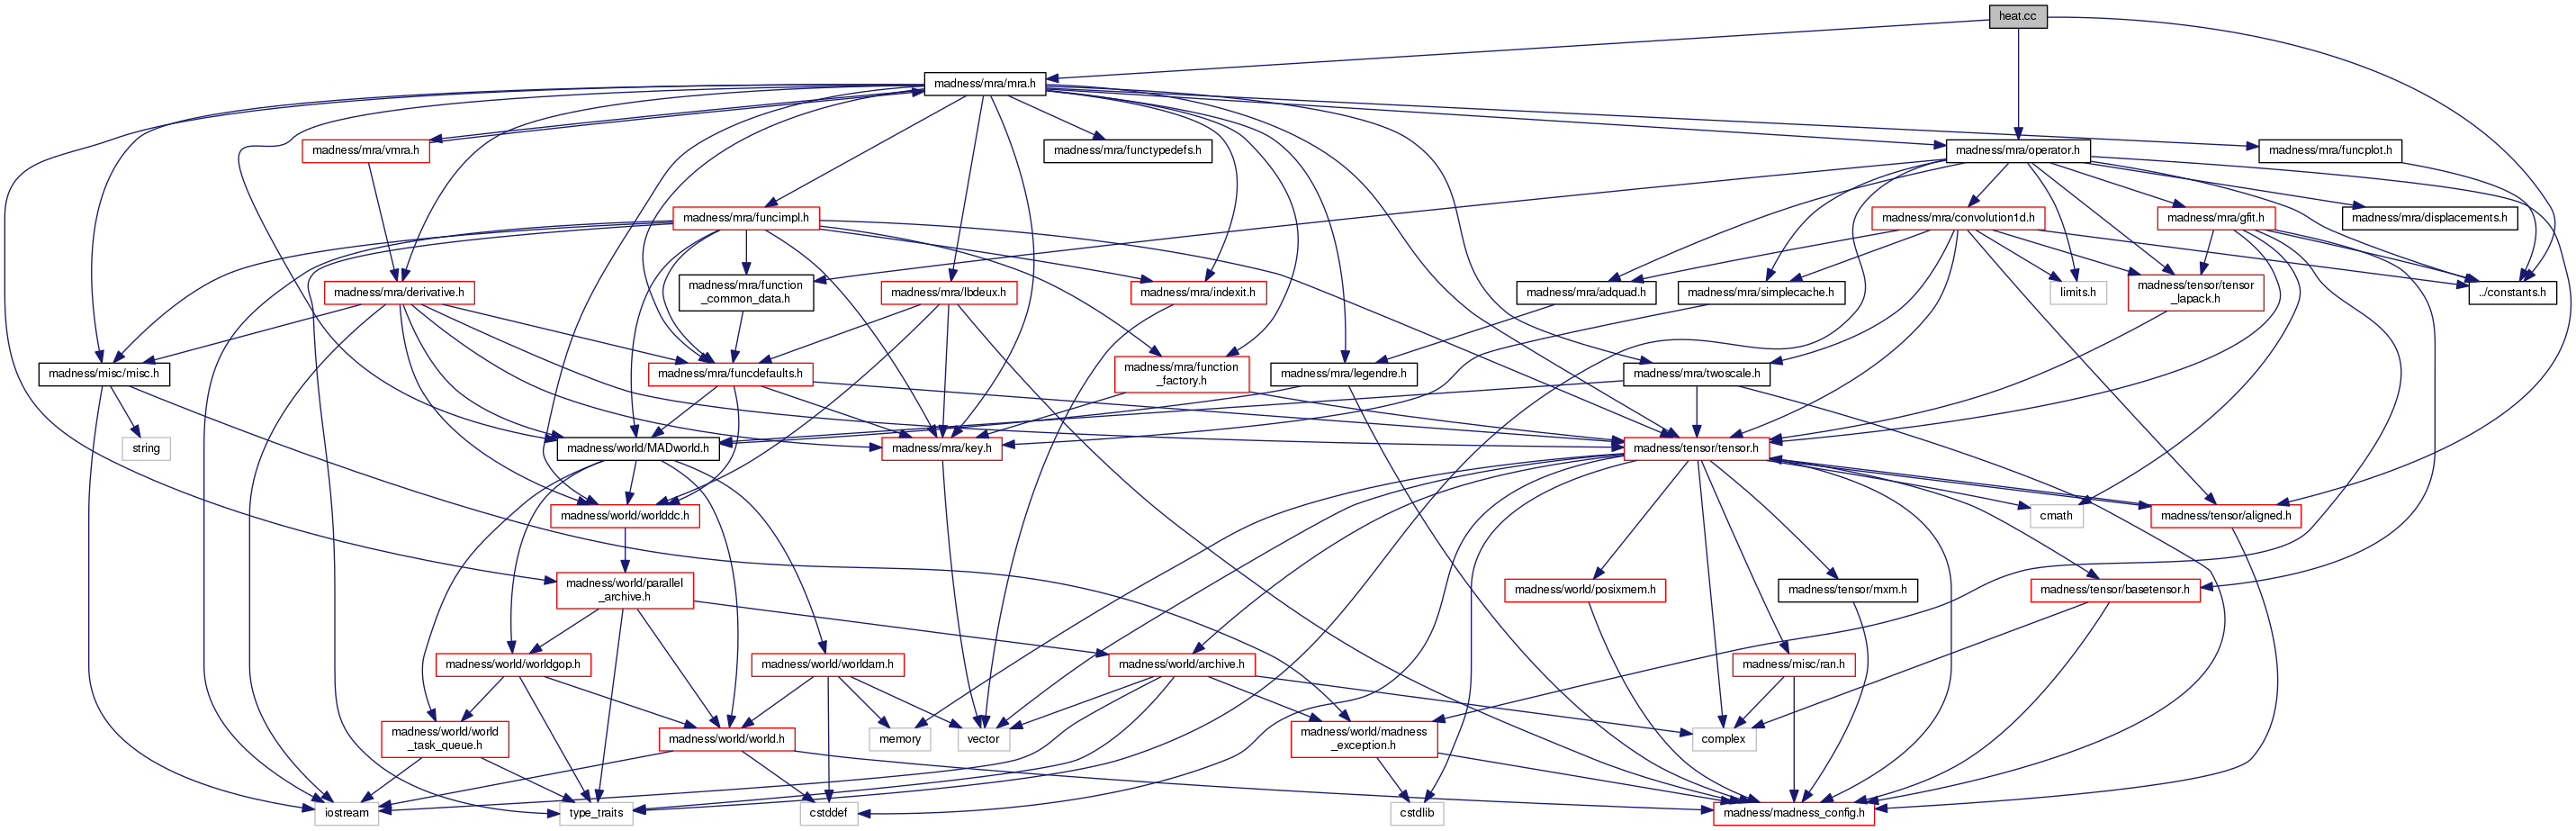 heat.cc
madness/mra/mra.h
madness/mra/vmra.h
madness/mra/functypedefs.h
madness/mra/operator.h
madness/mra/funcplot.h
madness/mra/funcimpl.h
madness/mra/convolution1d.h
madness/mra/gfit.h
madness/mra/displacements.h
madness/mra/derivative.h
madness/mra/function
_common_data.h
madness/mra/lbdeux.h
madness/mra/indexit.h
madness/mra/adquad.h
madness/mra/simplecache.h
limits.h
madness/tensor/tensor
_lapack.h
../constants.h
madness/misc/misc.h
madness/mra/funcdefaults.h
madness/mra/function
_factory.h
madness/mra/legendre.h
madness/mra/twoscale.h
string
madness/world/MADworld.h
madness/mra/key.h
madness/tensor/tensor.h
madness/world/worlddc.h
cmath
madness/tensor/aligned.h
madness/world/parallel
_archive.h
madness/world/posixmem.h
madness/tensor/mxm.h
madness/tensor/basetensor.h
madness/world/worldgop.h
madness/world/worldam.h
madness/world/archive.h
madness/misc/ran.h
madness/world/world
_task_queue.h
madness/world/world.h
memory
vector
madness/world/madness
_exception.h
complex
iostream
type_traits
cstddef
cstdlib
madness/madness_config.h